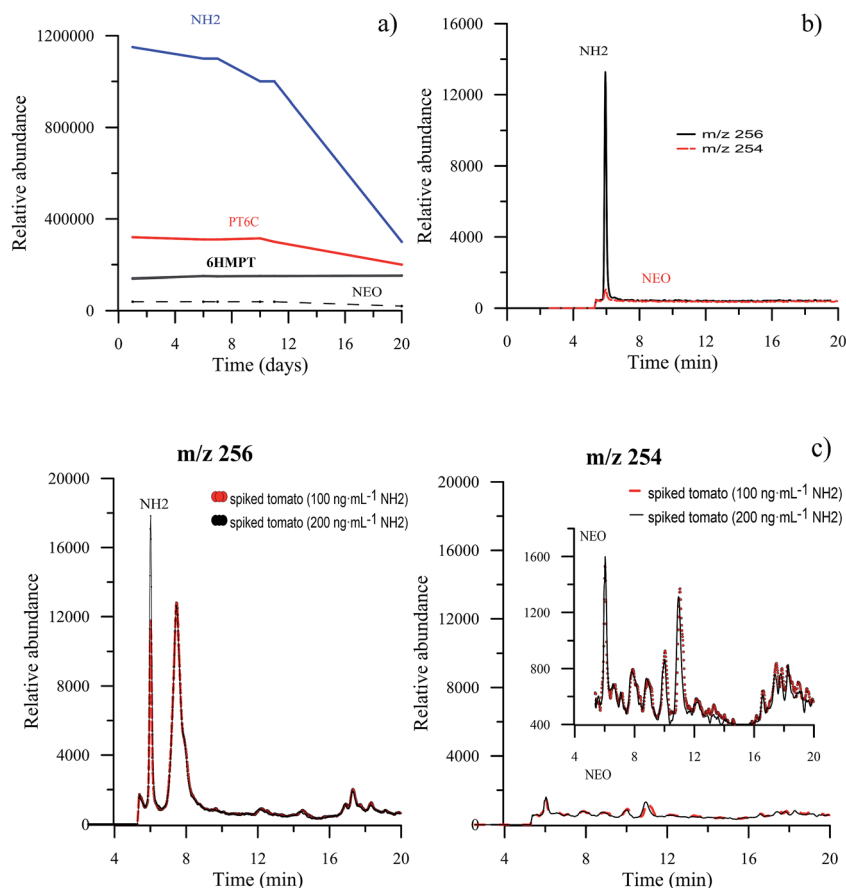 NH2
a)
1200000
800000
400000
0
Relative abundance
PT6C
6HMPT
NEO
0 4 8 12 16 20
Time (days)
b)
16000
12000
8000
4000
0
Relative abundance
NH2
m/z 256
m/z 254
NEO
0 4 8 12 16 20
Time (min)
m/z 256
20000
16000
12000
8000
4000
0
Relative abundance
NH2
spiked tomato (100 ng·mL-1 NH2)
spiked tomato (200 ng·mL-1 NH2)
4 8 12 16 20
Time (min)
m/z 254
c)
20000
16000
12000
8000
4000
0
Relative abundance
spiked tomato (100 ng·mL-1 NH2)
spiked tomato (200 ng·mL-1 NH2)
NEO
1600
1200
800
400
4 8 12 16 20
NEO
4 8 12 16 20
Time (min)